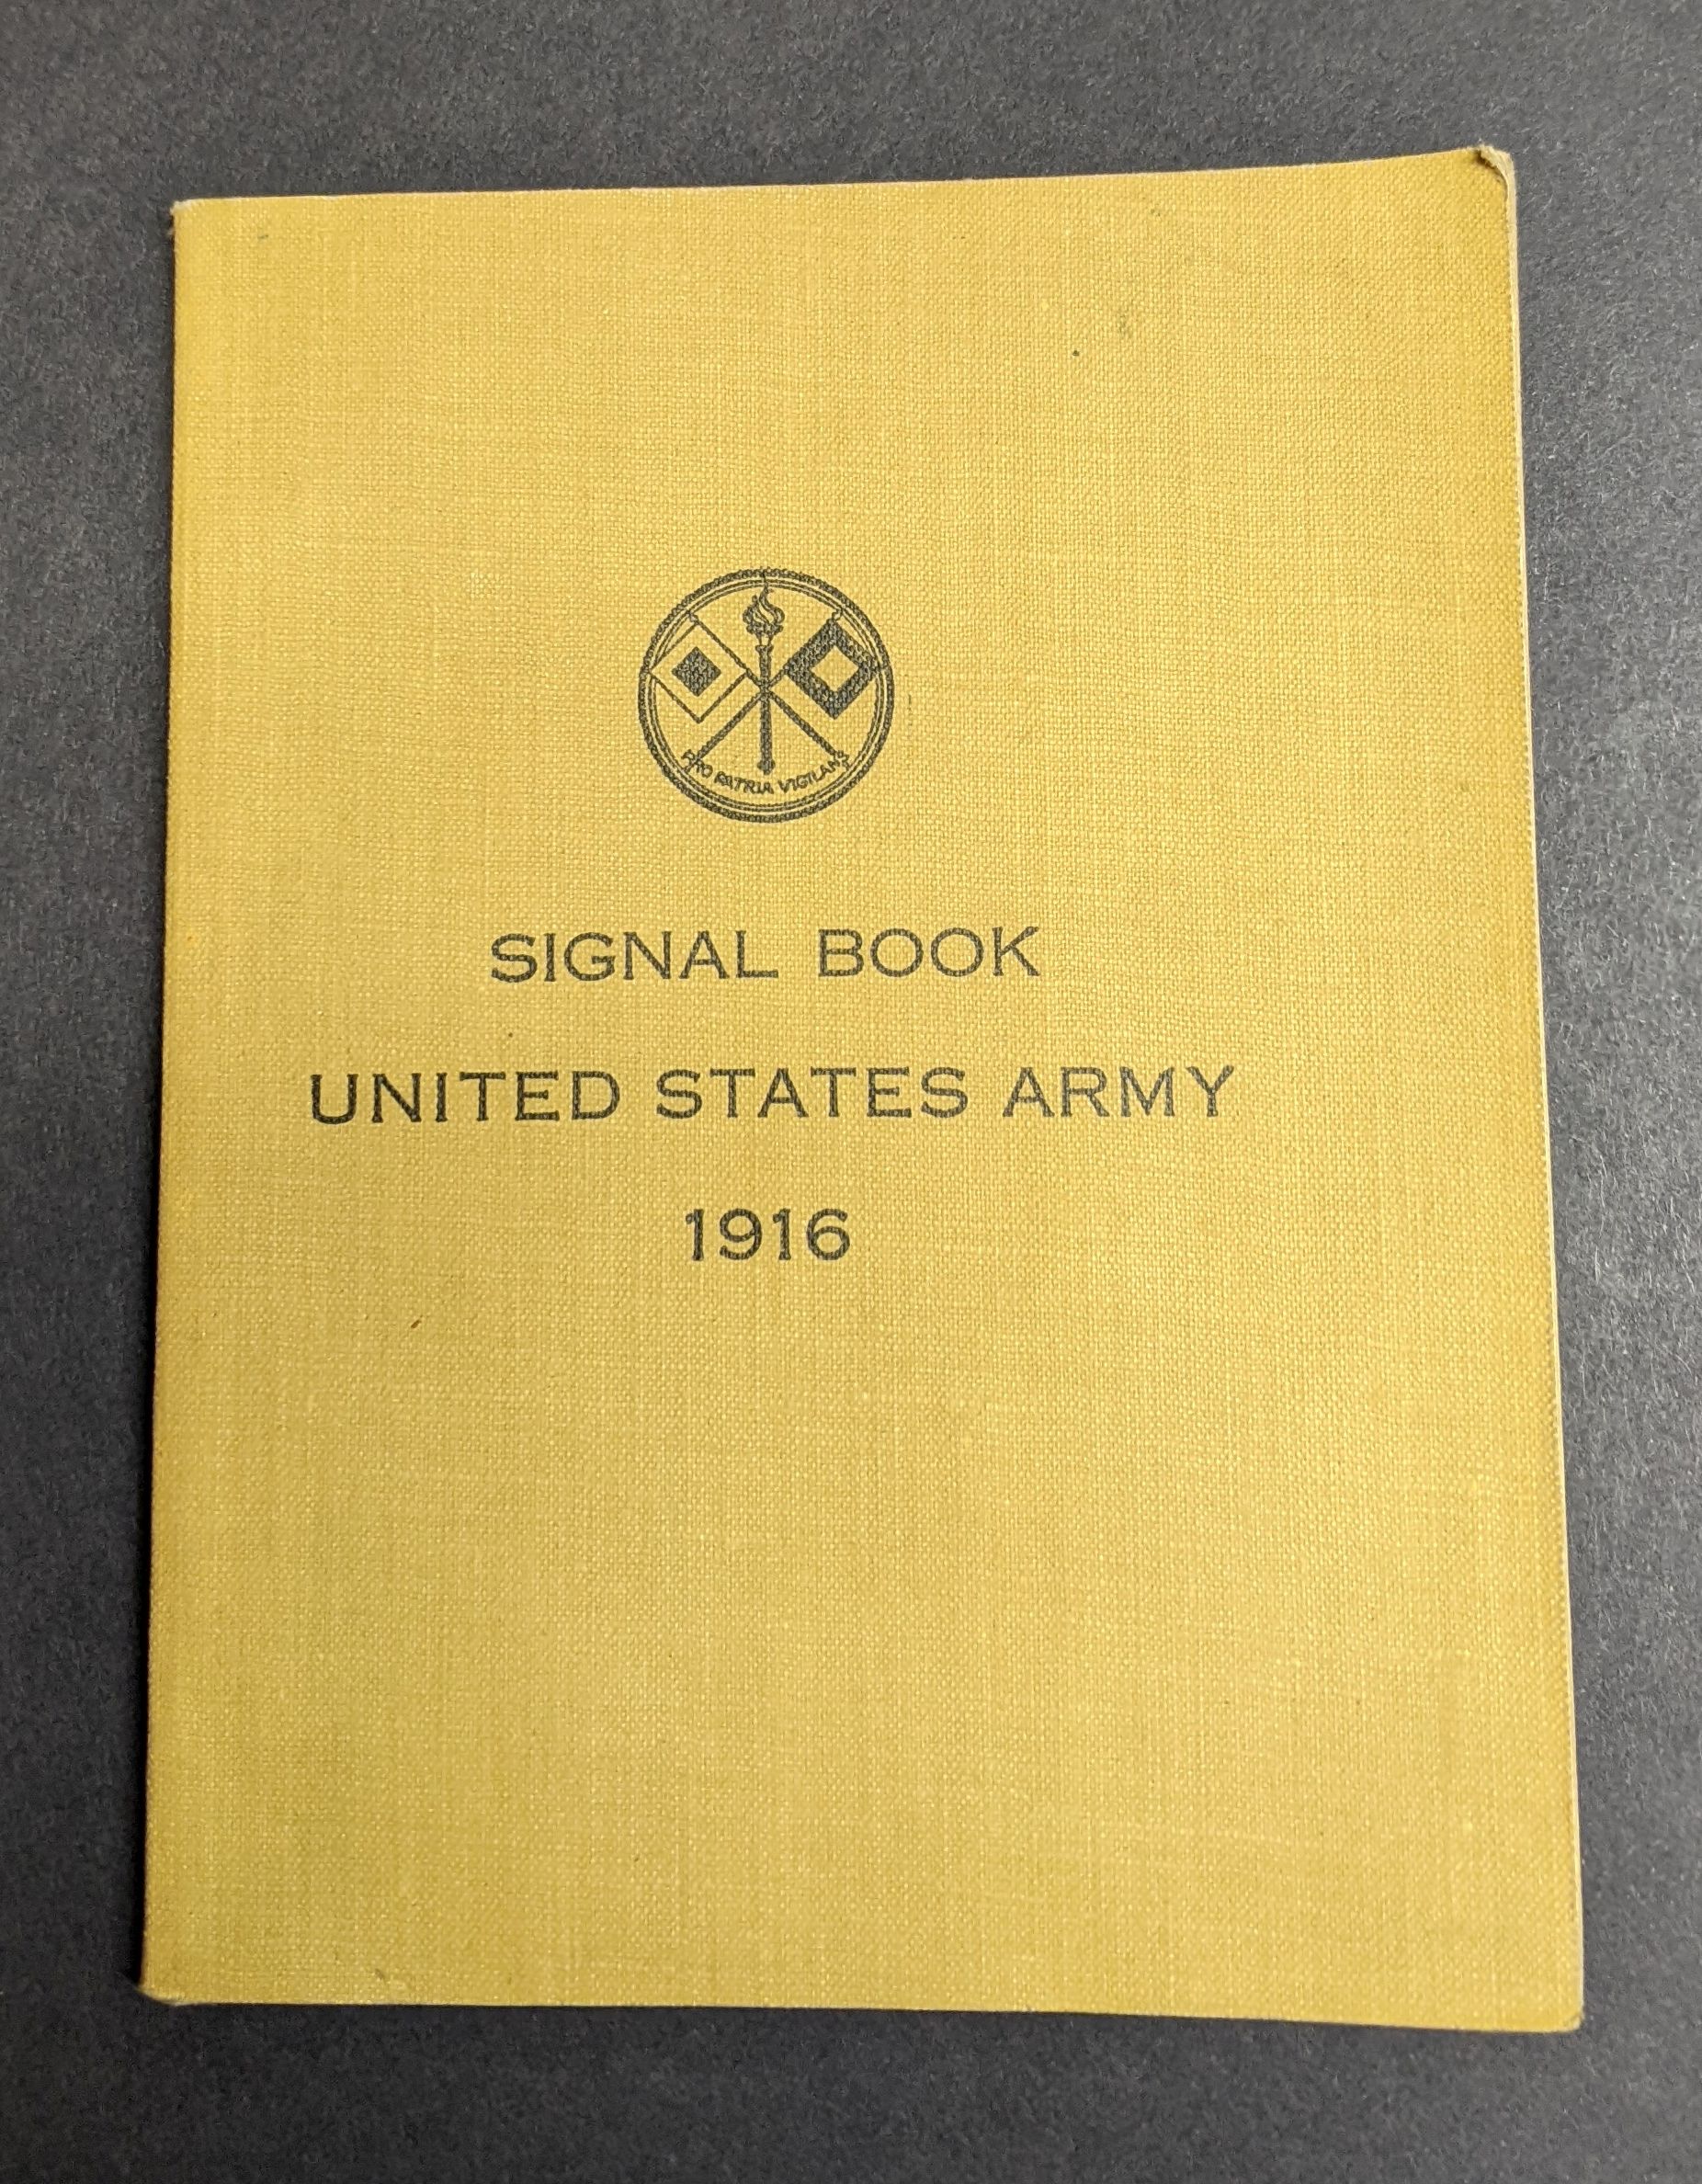 PRO PATRIA VIGILANS
SIGNAL BOOK
UNITED STATES ARMY
1916